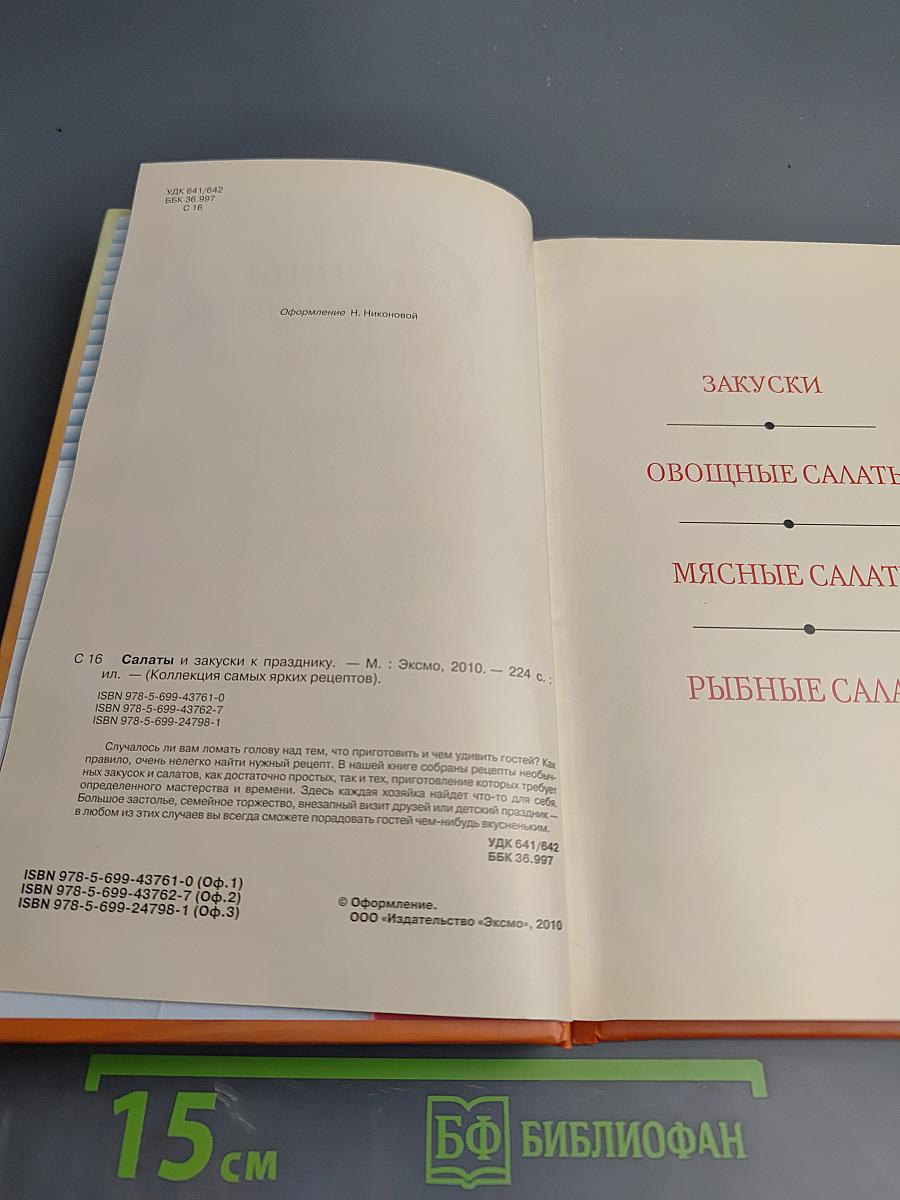 УДК 641/642
ББК 36.997
С 16
Оформление Н. Никоновой
С 16 Салаты и закуски к празднику. — М. : Эксмо, 2010. — 224 с. :
ил. — (Коллекция самых ярких рецептов).
ISBN 978-5-699-43761-0
ISBN 978-5-699-43762-7
ISBN 978-5-699-24798-1
Случалось ли вам ломать голову над тем, что приготовить и чем удивить гостей? Как
правило, очень нелегко найти нужный рецепт. В нашей книге собраны рецепты необыч-
ных закусок и салатов, как достаточно простых, так и тех, приготовление которых требует
определенного мастерства и времени. Здесь каждая хозяйка найдет что-то для себя.
Большое застолье, семейное торжество, внезапный визит друзей или детский праздник —
в любом из этих случаев вы всегда сможете порадовать гостей чем-нибудь вкусненьким.
УДК 641/642
ББК 36.997
ISBN 978-5-699-43761-0 (Оф.1)
ISBN 978-5-699-43762-7 (Оф.2)
ISBN 978-5-699-24798-1 (Оф.3)
© Оформление.
ООО «Издательство «Эксмо», 2010
ЗАКУСКИ
ОВОЩНЫЕ САЛАТЫ
МЯСНЫЕ САЛАТ
РЫБНЫЕ САЛА
15 см
БФ БИБЛИОФАН